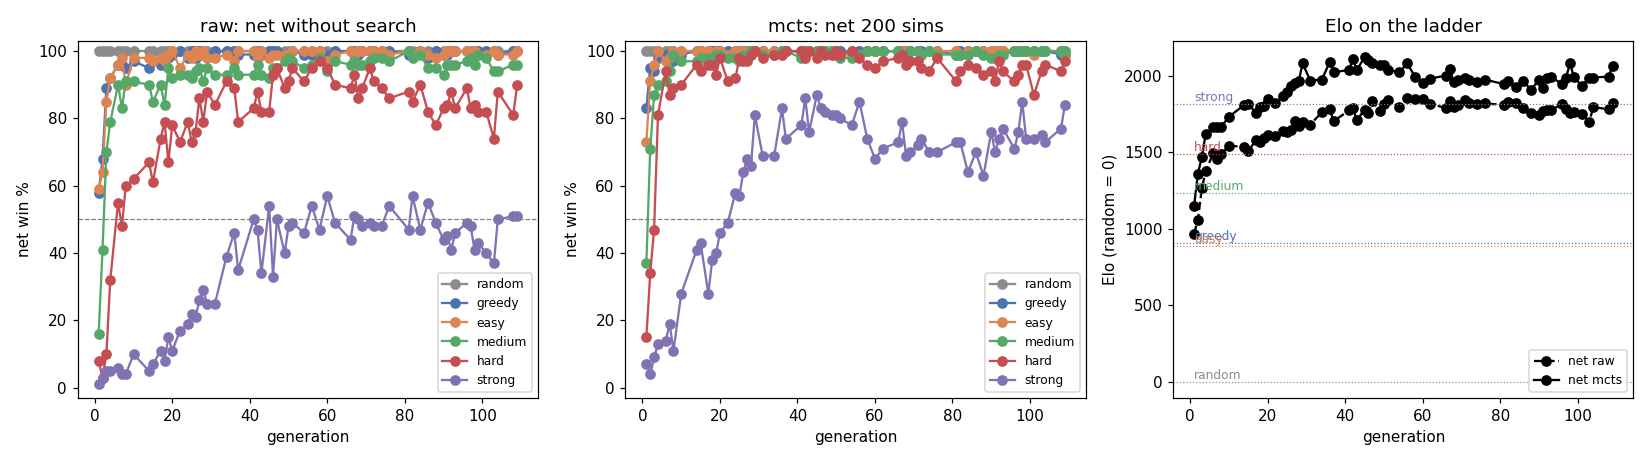 raw: net without search
net win %
100
80
60
40
20
0
0
20
40
60
80
100
generation
random
greedy
easy
medium
hard
strong
mcts: net 200 sims
net win %
100
80
60
40
20
0
0
20
40
60
80
100
generation
random
greedy
easy
medium
hard
strong
Elo on the ladder
Elo (random = 0)
2000
1500
1000
500
0
0
20
40
60
80
100
generation
strong
hard
medium
greedy
easy
random
net raw
net mcts